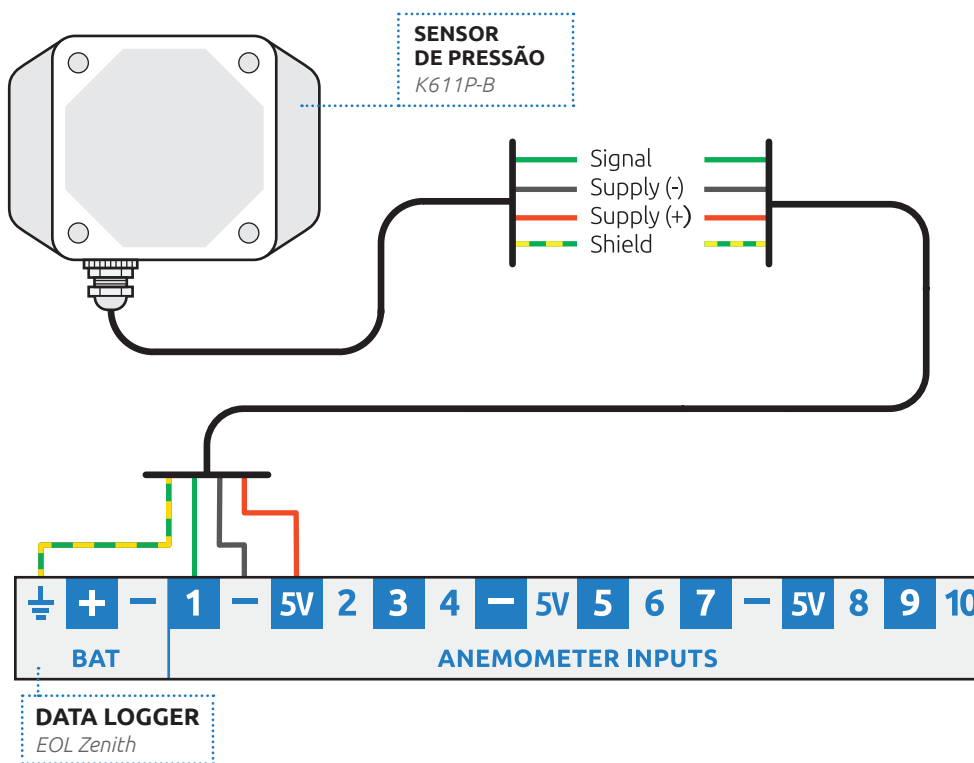 SENSOR
DE PRESSÃO
K611P-B
Signal
Supply (-)
Supply (+)
Shield
+ − 1 − 5V 2 3 4 − 5V 5 6 7 − 5V 8 9 10
BAT ANEMOMETER INPUTS
DATA LOGGER
EOL Zenith